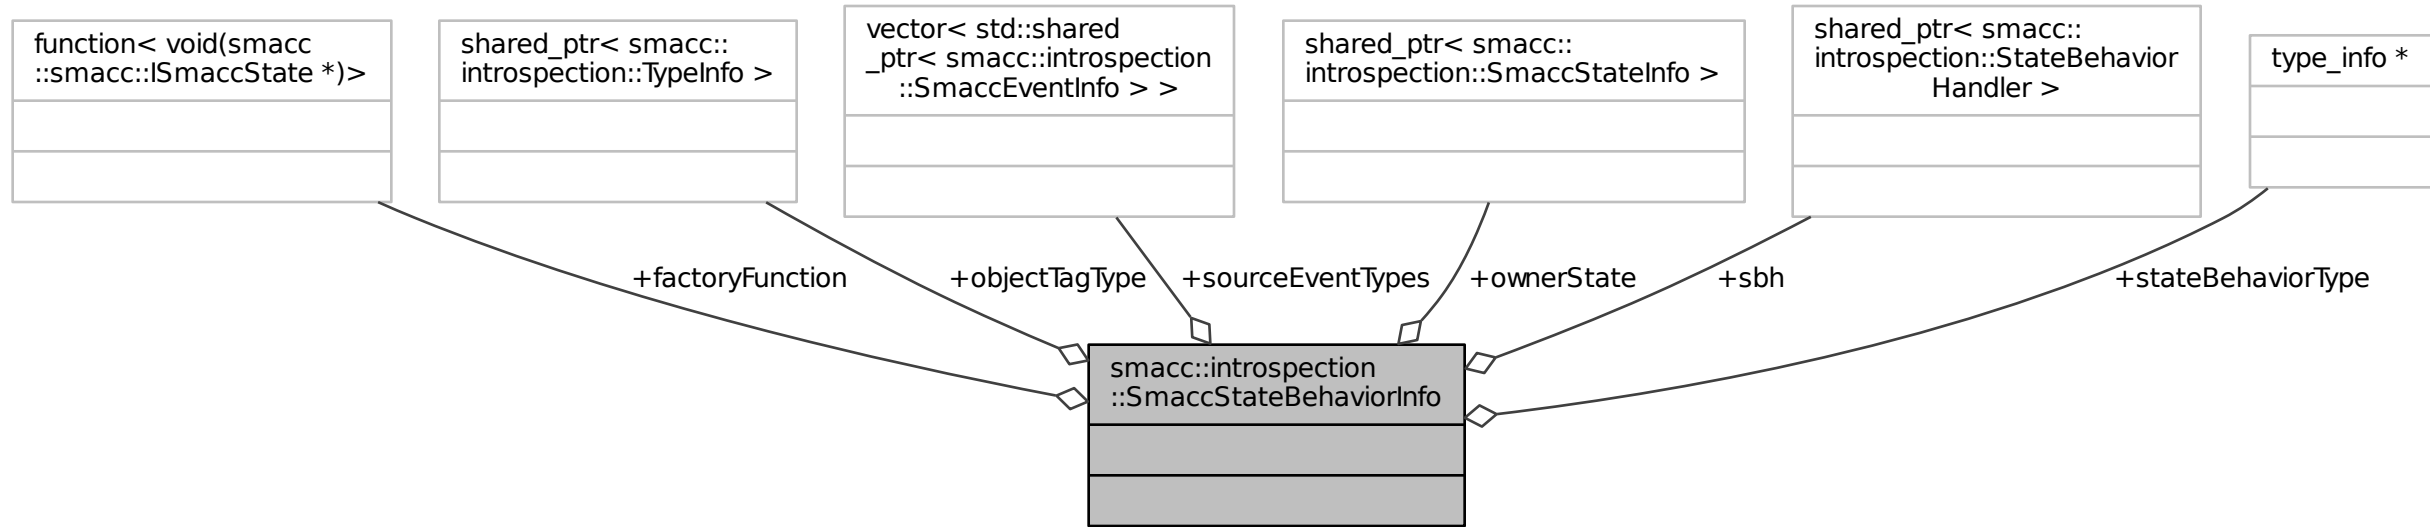 function< void(smacc
::smacc::ISmaccState *)>
shared_ptr< smacc::
introspection::TypeInfo >
vector< std::shared
_ptr< smacc::introspection
::SmaccEventInfo > >
shared_ptr< smacc::
introspection::SmaccStateInfo >
shared_ptr< smacc::
introspection::StateBehavior
Handler >
type_info *
+factoryFunction
+objectTagType
+sourceEventTypes
+ownerState
+sbh
+stateBehaviorType
smacc::introspection
::SmaccStateBehaviorInfo